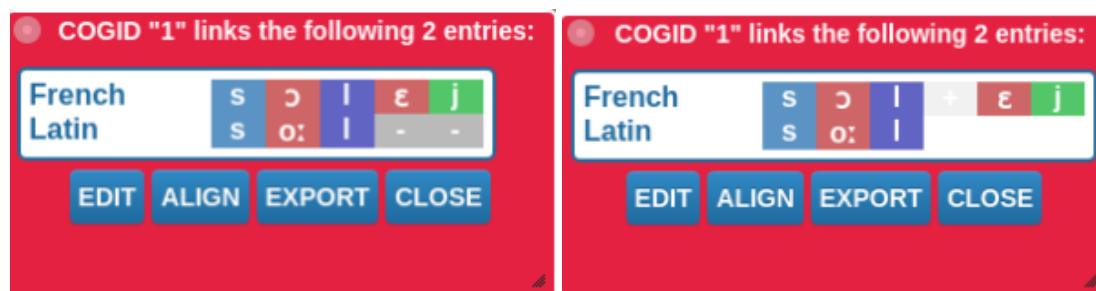 COGID "1" links the following 2 entries:
French s ɔ l ɛ j
Latin s oː l - -
EDIT ALIGN EXPORT CLOSE
COGID "1" links the following 2 entries:
French s ɔ l + ɛ j
Latin s oː l
EDIT ALIGN EXPORT CLOSE